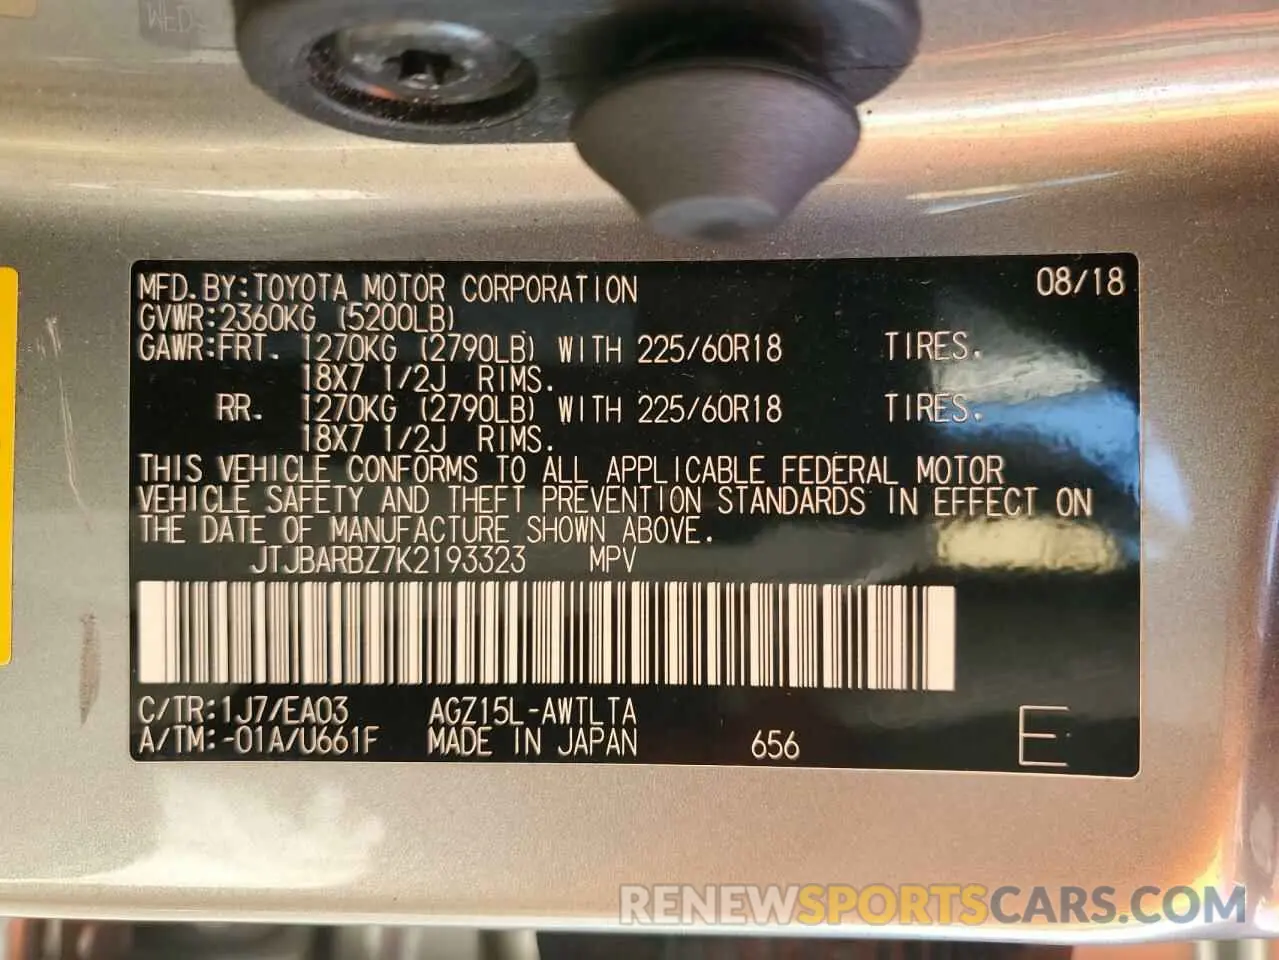 MFD. BY: TOYOTA MOTOR CORPORATION 08/18
GVWR: 2360KG (5200LB)
GAWR: FRT. 1270KG (2790LB) WITH 225/60R18 TIRES.
18X7 1/2J RIMS.
RR. 1270KG (2790LB) WITH 225/60R18 TIRES.
18X7 1/2J RIMS.
THIS VEHICLE CONFORMS TO ALL APPLICABLE FEDERAL MOTOR
VEHICLE SAFETY AND THEFT PREVENTION STANDARDS IN EFFECT ON
THE DATE OF MANUFACTURE SHOWN ABOVE.
JTJBARBZ7K2193323 MPV
C/TR: 1J7/EA03 AGZ15L-AWTLTA
A/TM: -01A/U661F MADE IN JAPAN 656 E
RENEWSPORTSCARS.COM